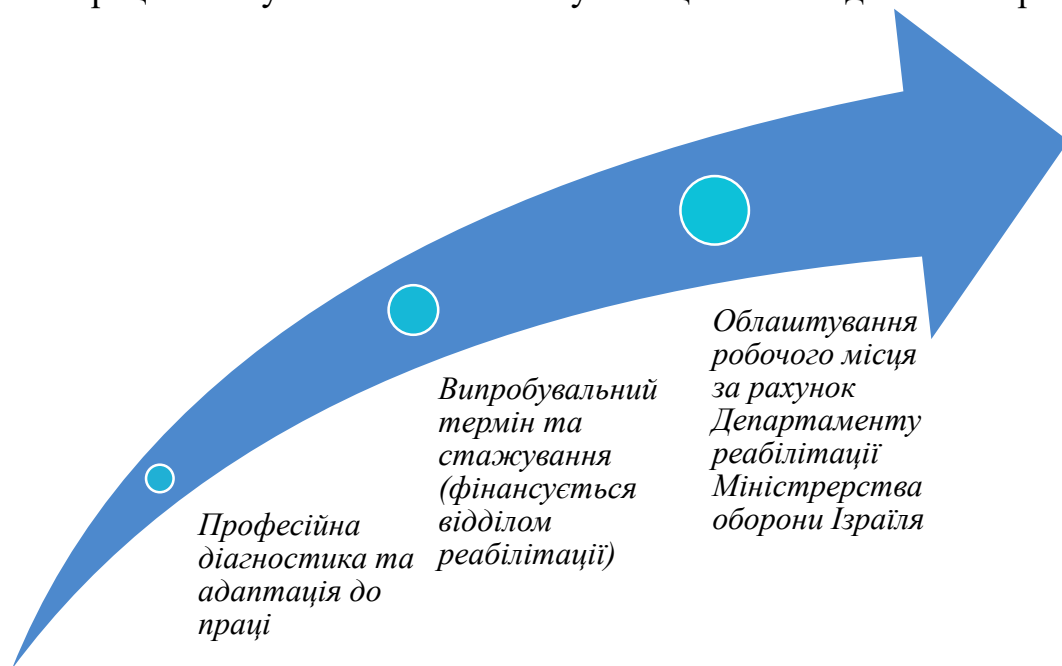 Професійна
діагностика та
адаптація до
праці
Випробувальний
термін та
стажування
(фінансується
відділом
реабілітації)
Облаштування
робочого місця
за рахунок
Департаменту
реабілітації
Міністрерства
оборони Ізраїля